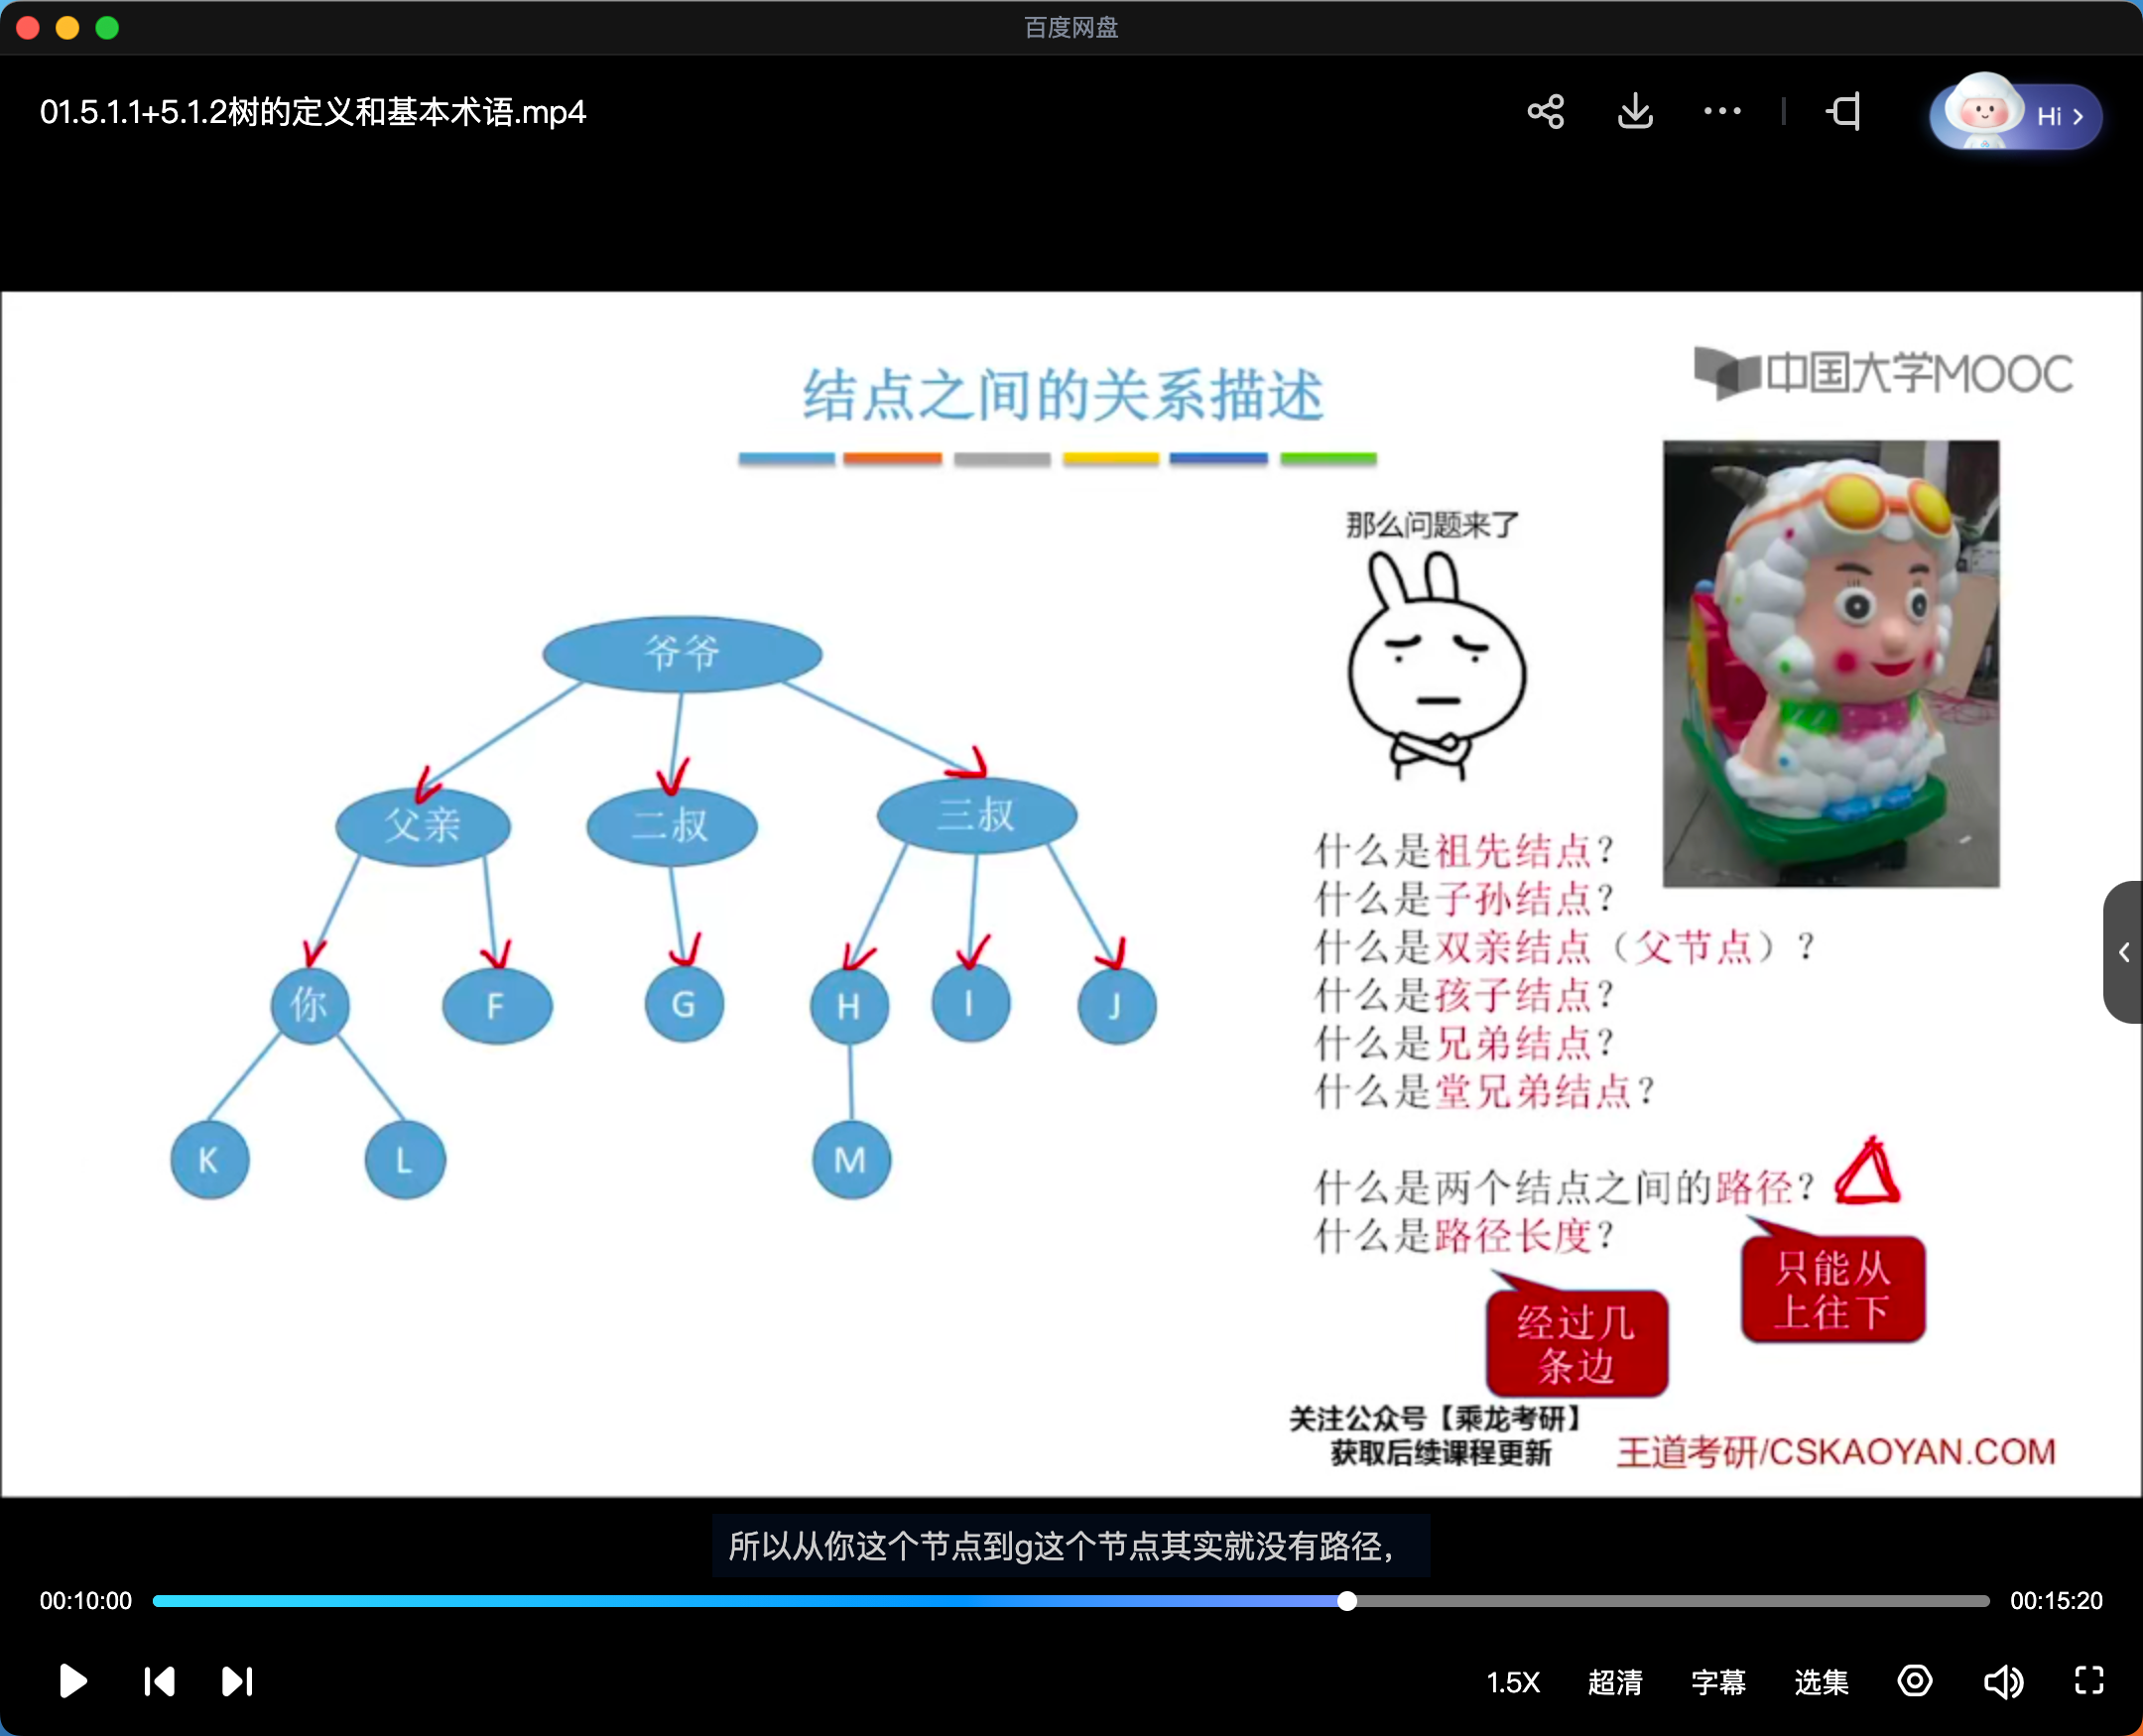 百度网盘
01.5.1.1+5.1.2树的定义和基本术语.mp4
Hi
结点之间的关系描述
中国大学MOOC
那么问题来了
爷爷
父亲
二叔
三叔
你
F
G
H
I
J
K
L
M
什么是祖先结点?
什么是子孙结点?
什么是双亲结点（父节点）?
什么是孩子结点?
什么是兄弟结点?
什么是堂兄弟结点?
什么是两个结点之间的路径?
什么是路径长度?
只能从
上往下
经过几
条边
关注公众号【乘龙考研】
获取后续课程更新
王道考研/CSKAOYAN.COM
所以从你这个节点到g这个节点其实就没有路径，
00:10:00
00:15:20
1.5X
超清
字幕
选集